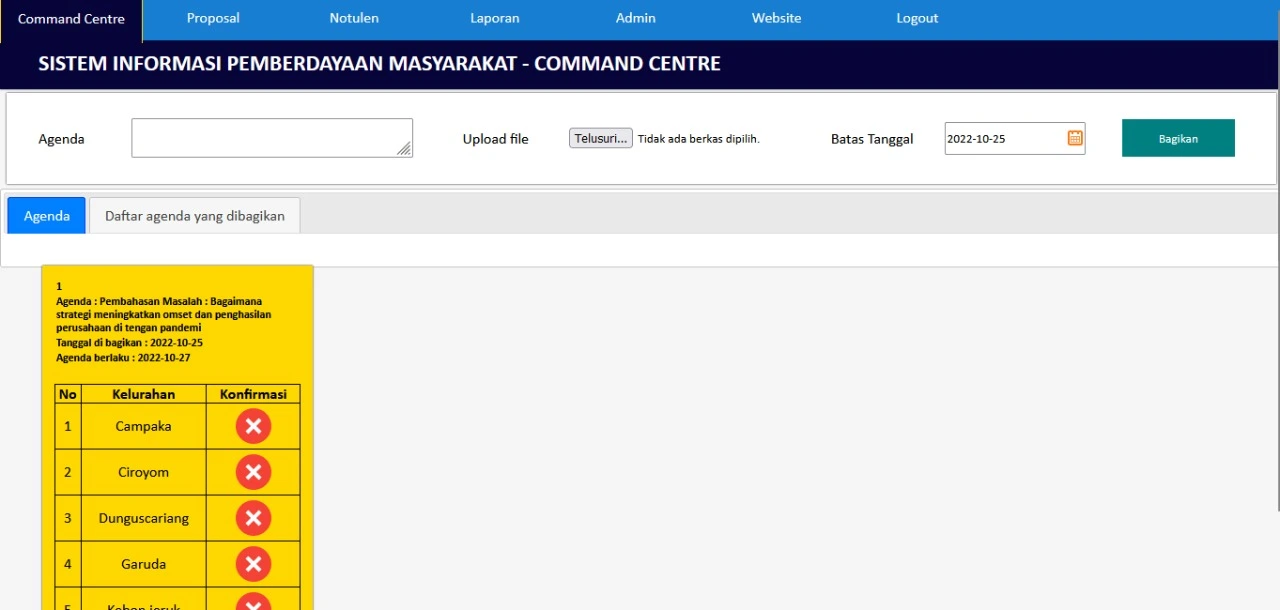 Command Centre Proposal Notulen Laporan Admin Website Logout
SISTEM INFORMASI PEMBERDAYAAN MASYARAKAT - COMMAND CENTRE
Agenda Upload file Telusuri... Tidak ada berkas dipilih. Batas Tanggal 2022-10-25 Bagikan
Agenda Daftar agenda yang dibagikan
1
Agenda : Pembahasan Masalah : Bagaimana
strategi meningkatkan omset dan penghasilan
perusahaan di tengan pandemi
Tanggal di bagikan : 2022-10-25
Agenda berlaku : 2022-10-27
No Kelurahan Konfirmasi
1 Campaka
2 Ciroyom
3 Dunguscariang
4 Garuda
5 Kebon jeruk